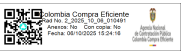 Colombia Compra Eficiente
Rad No. 2_2025_10_06_010491
Anexos: No   Con copia: No
Fecha: 06/10/2025 15:24:16
Agencia Nacional
de Contratación Pública
Colombia Compra Eficiente